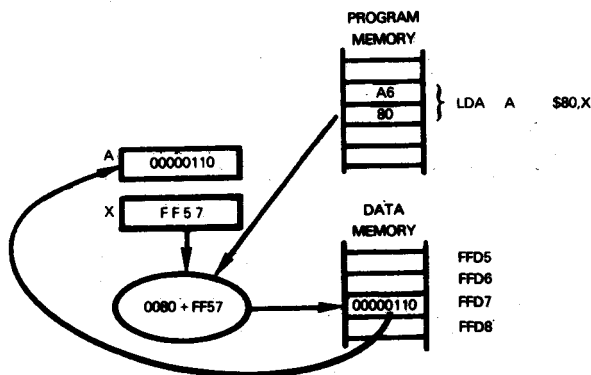 PROGRAM
MEMORY
A6
80
LDA A $80,X
A
00000110
X
FF57
DATA
MEMORY
FFD5
FFD6
0080 + FF57
00000110
FFD7
FFD8